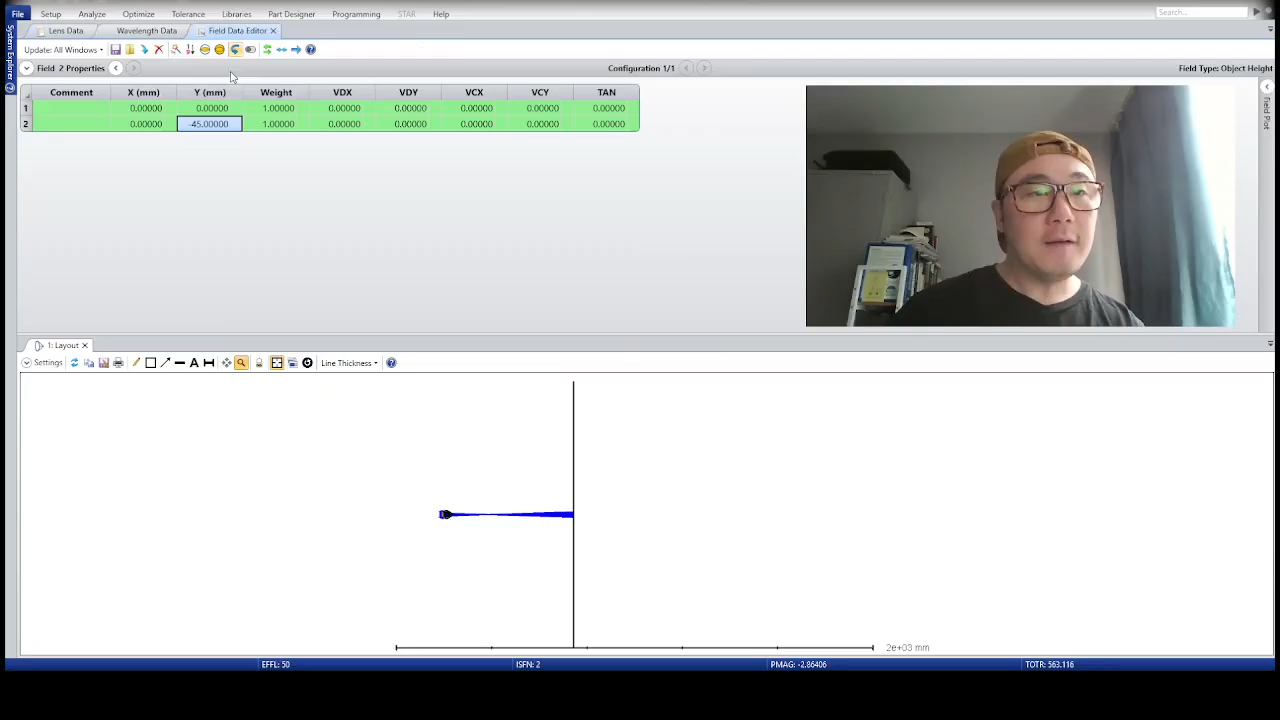 File Setup Analyze Optimize Tolerance Libraries Part Designer Programming STAR Help Search...
Lens Data Wavelength Data Field Data Editor
System Explorer
Update: All Windows
Field 2 Properties Configuration 1/1 Field Type: Object Height
Comment X (mm) Y (mm) Weight VDX VDY VCX VCY TAN
1 0.00000 0.00000 1.00000 0.00000 0.00000 0.00000 0.00000 0.00000
2 0.00000 -45.00000 1.00000 0.00000 0.00000 0.00000 0.00000 0.00000
Field Plot
1: Layout
Settings Line Thickness
2e+03 mm
EFFL: 50 ISFN: 2 PMAG: -2.86406 TOTR: 563.116